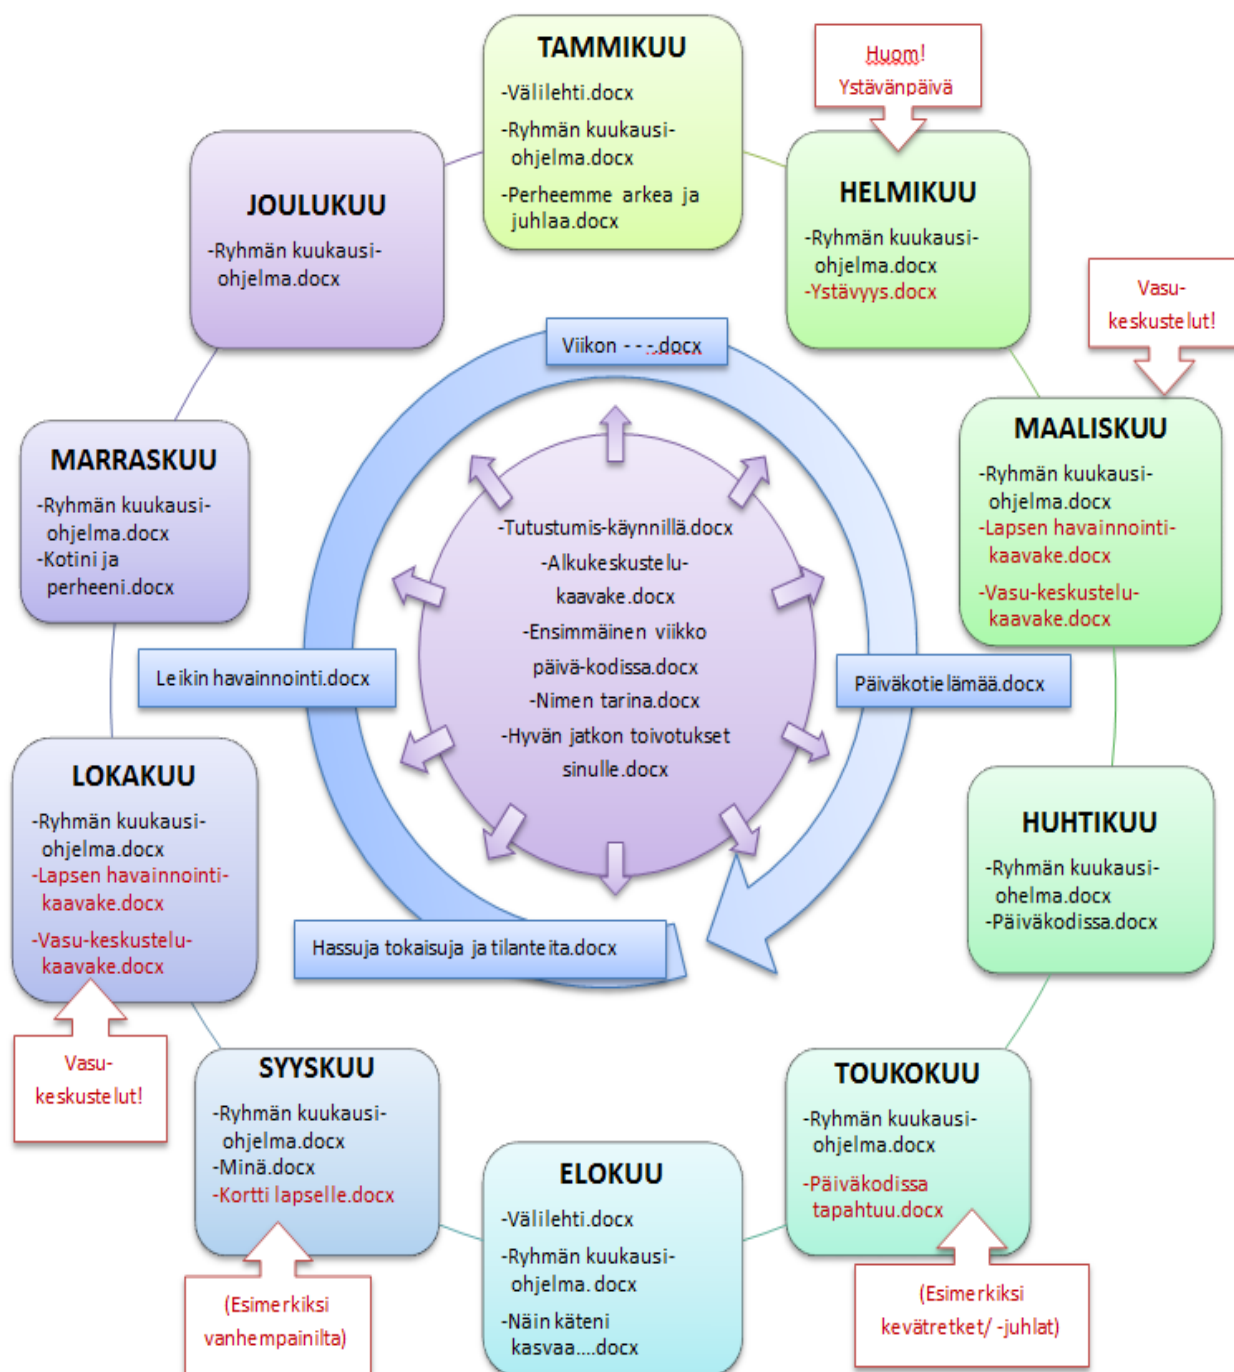 TAMMIKUU
-Välilehti.docx
-Ryhmän kuukausi-
ohjelma.docx
-Perheemme arkea ja
juhlaa.docx
Huom!
Ystävänpäivä
HELMIKUU
-Ryhmän kuukausi-
ohjelma.docx
-Ystävyys.docx
Vasu-
keskustelut!
MAALISKUU
-Ryhmän kuukausi-
ohjelma.docx
-Lapsen havainnointi-
kaavake.docx
-Vasu-keskustelu-
kaavake.docx
HUHTIKUU
-Ryhmän kuukausi-
ohelma.docx
-Päiväkodissa.docx
TOUKOKUU
-Ryhmän kuukausi-
ohjelma.docx
-Päiväkodissa
tapahtuu.docx
(Esimerkiksi
kevätretket/ -juhlat)
ELOKUU
-Välilehti.docx
-Ryhmän kuukausi-
ohjelma.docx
-Näin käteni
kasvaa....docx
SYYSKUU
-Ryhmän kuukausi-
ohjelma.docx
-Minä.docx
-Kortti lapselle.docx
(Esimerkiksi
vanhempainilta)
LOKAKUU
-Ryhmän kuukausi-
ohjelma.docx
-Lapsen havainnointi-
kaavake.docx
-Vasu-keskustelu-
kaavake.docx
Vasu-
keskustelut!
MARRASKUU
-Ryhmän kuukausi-
ohjelma.docx
-Kotini ja
perheeni.docx
JOULUKUU
-Ryhmän kuukausi-
ohjelma.docx
Viikon - - -.docx
Päiväkotielämää.docx
Hassuja tokaisuja ja tilanteita.docx
Leikin havainnointi.docx
-Tutustumis-käynnillä.docx
-Alkukeskustelu-
kaavake.docx
-Ensimmäinen viikko
päivä-kodissa.docx
-Nimen tarina.docx
-Hyvän jatkon toivotukset
sinulle.docx